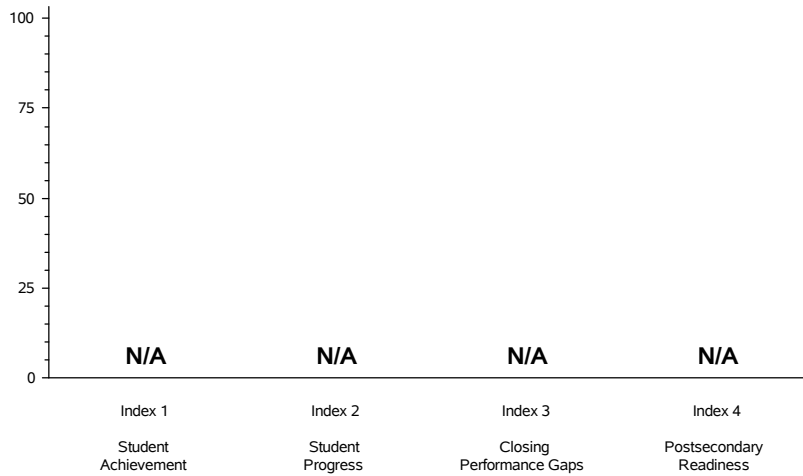 100
75
50
25
N/A N/A N/A N/A
0
Index 1 Index 2 Index 3 Index 4
Student Student Closing Postsecondary
Achievement Progress Performance Gaps Readiness